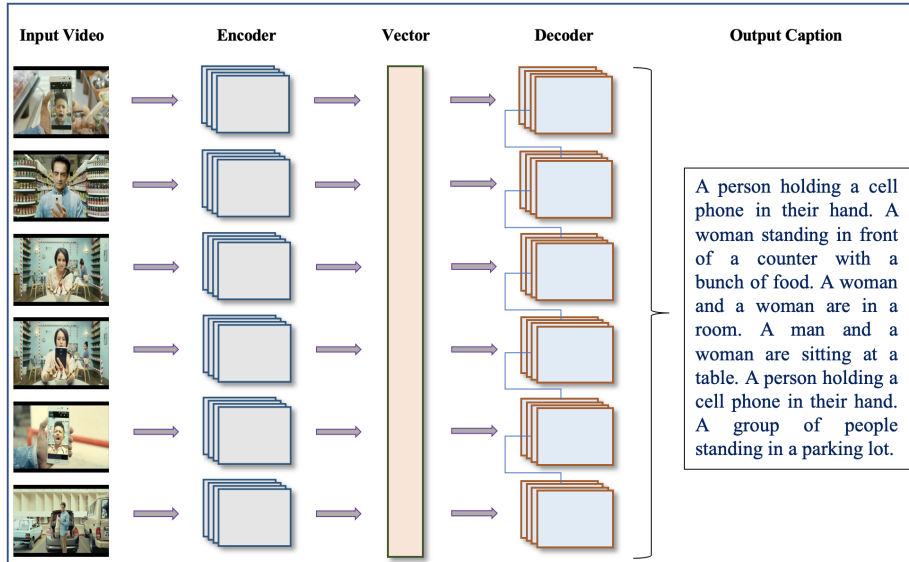 Input Video
Encoder
Vector
Decoder
Output Caption
A person holding a cell
phone in their hand. A
woman standing in front
of a counter with a
bunch of food. A woman
and a woman are in a
room. A man and a
woman are sitting at a
table. A person holding a
cell phone in their hand.
A group of people
standing in a parking lot.